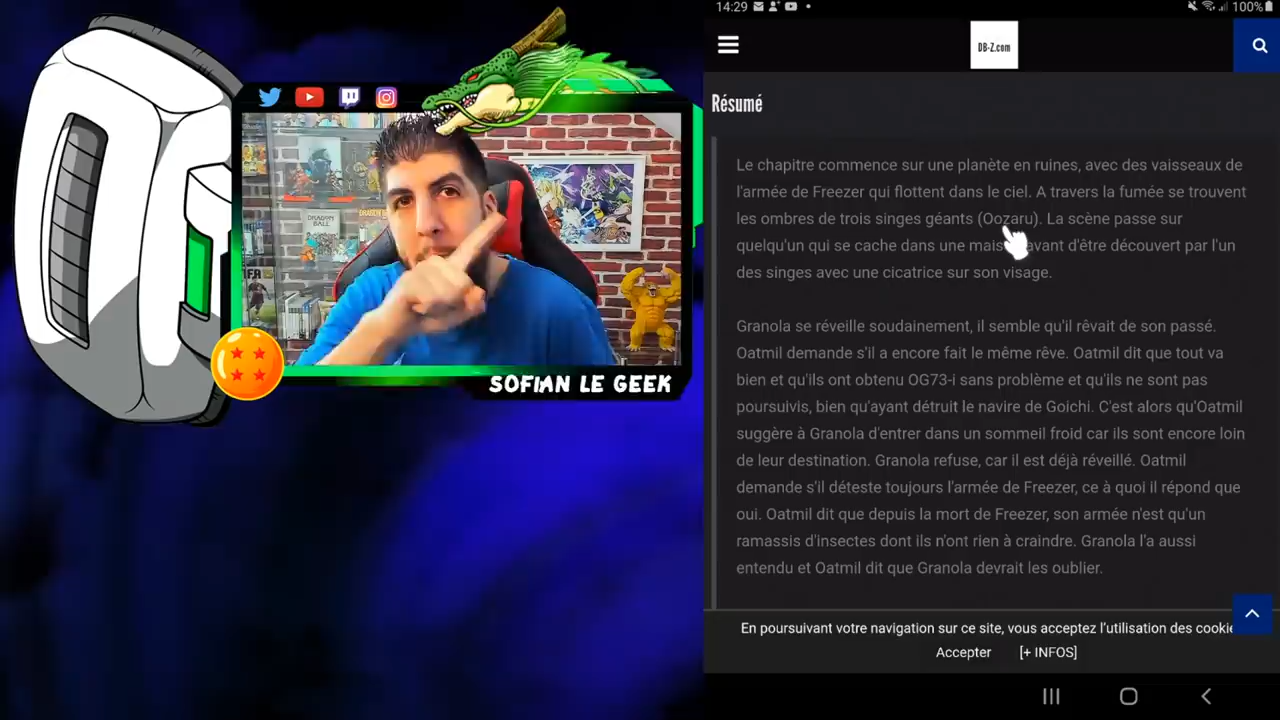 14:29
100%
DB-Z.com
Résumé
Le chapitre commence sur une planète en ruines, avec des vaisseaux de
l'armée de Freezer qui flottent dans le ciel. A travers la fumée se trouvent
les ombres de trois singes géants (Oozaru). La scène passe sur
quelqu'un qui se cache dans une avant d'être découvert par l'un
des singes avec une cicatrice sur son visage.
Granola se réveille soudainement, il semble qu'il rêvait de son passé.
Oatmil demande s'il a encore fait le même rêve. Oatmil dit que tout va
bien et qu'ils ont obtenu OG73-i sans problème et qu'ils ne sont pas
poursuivis, bien qu'ayant détruit le navire de Goichi. C'est alors qu'Oatmil
suggère à Granola d'entrer dans un sommeil froid car ils sont encore loin
de leur destination. Granola refuse, car il est déjà réveillé. Oatmil
demande s'il déteste toujours l'armée de Freezer, ce à quoi il répond que
oui. Oatmil dit que depuis la mort de Freezer, son armée n'est qu'un
ramassis d'insectes dont ils n'ont rien à craindre. Granola l'a aussi
entendu et Oatmil dit que Granola devrait les oublier.
En poursuivant votre navigation sur ce site, vous acceptez l'utilisation des cookie
Accepter [+ INFOS]
DRAGON BALL
SOFIAN LE GEEK